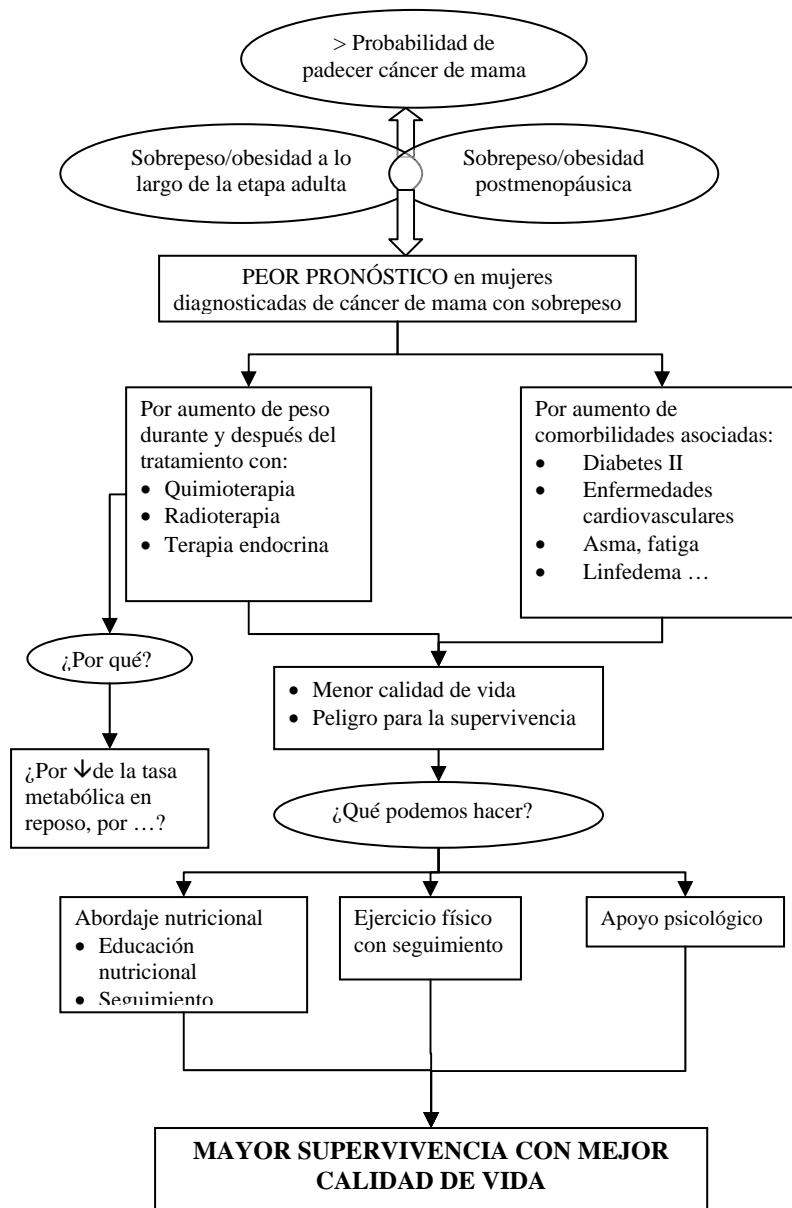 > Probabilidad de
padecer cáncer de mama
Sobrepeso/obesidad a lo
largo de la etapa adulta
Sobrepeso/obesidad
postmenopáusica
PEOR PRONÓSTICO en mujeres
diagnosticadas de cáncer de mama con sobrepeso
Por aumento de peso
durante y después del
tratamiento con:
• Quimioterapia
• Radioterapia
• Terapia endocrina
Por aumento de
comorbilidades asociadas:
• Diabetes II
• Enfermedades
cardiovasculares
• Asma, fatiga
• Linfedema …
¿Por qué?
• Menor calidad de vida
• Peligro para la supervivencia
¿Por ↓de la tasa
metabólica en
reposo, por …?
¿Qué podemos hacer?
Abordaje nutricional
• Educación
nutricional
• Seguimiento
Ejercicio físico
con seguimiento
Apoyo psicológico
MAYOR SUPERVIVENCIA CON MEJOR
CALIDAD DE VIDA